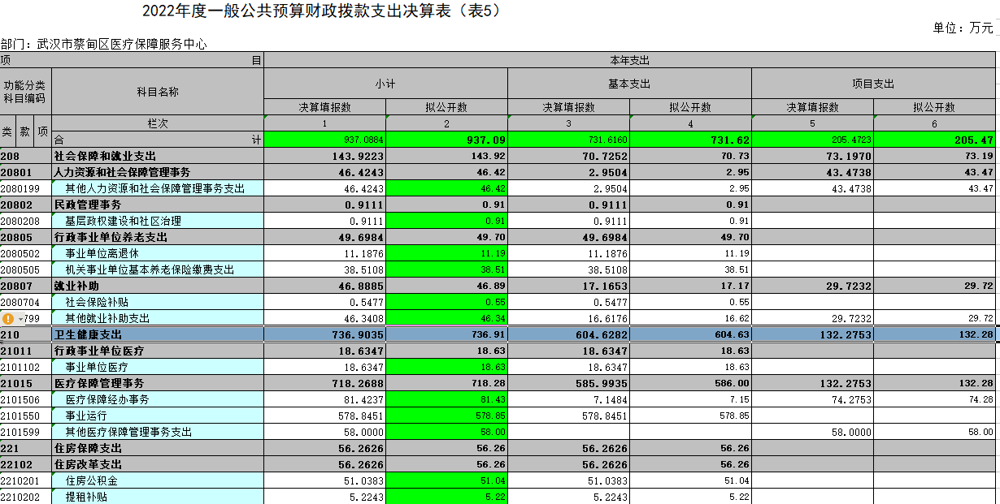 2022年度一般公共预算财政拨款支出决算表（表5）
单位：万元
部门：武汉市蔡甸区医疗保障服务中心
项 目 本年支出
功能分类科目编码 科目名称 小计 基本支出 项目支出
决算填报数 拟公开数 决算填报数 拟公开数 决算填报数 拟公开数
类 款 项 栏次 1 2 3 4 5 6
合 计 937.0884 937.09 731.6160 731.62 205.4723 205.47
208 社会保障和就业支出 143.9223 143.92 70.7252 70.73 73.1970 73.19
20801 人力资源和社会保障管理事务 46.4243 46.42 2.9504 2.95 43.4738 43.47
2080199 其他人力资源和社会保障管理事务支出 46.4243 46.42 2.9504 2.95 43.4738 43.47
20802 民政管理事务 0.9111 0.91 0.9111 0.91
2080208 基层政权建设和社区治理 0.9111 0.91 0.9111 0.91
20805 行政事业单位养老支出 49.6984 49.70 49.6984 49.70
2080502 事业单位离退休 11.1876 11.19 11.1876 11.19
2080505 机关事业单位基本养老保险缴费支出 38.5108 38.51 38.5108 38.51
20807 就业补助 46.8885 46.89 17.1653 17.17 29.7232 29.72
2080704 社会保险补贴 0.5477 0.55 0.5477 0.55
799 其他就业补助支出 46.3408 46.34 16.6176 16.62 29.7232 29.72
210 卫生健康支出 736.9035 736.91 604.6282 604.63 132.2753 132.28
21011 行政事业单位医疗 18.6347 18.63 18.6347 18.63
2101102 事业单位医疗 18.6347 18.63 18.6347 18.63
21015 医疗保障管理事务 718.2688 718.28 585.9935 586.00 132.2753 132.28
2101506 医疗保障经办事务 81.4237 81.43 7.1484 7.15 74.2753 74.28
2101550 事业运行 578.8451 578.85 578.8451 578.85
2101599 其他医疗保障管理事务支出 58.0000 58.00 58.0000 58.00
221 住房保障支出 56.2626 56.26 56.2626 56.26
22102 住房改革支出 56.2626 56.26 56.2626 56.26
2210201 住房公积金 51.0383 51.04 51.0383 51.04
2210202 提租补贴 5.2243 5.22 5.2243 5.22